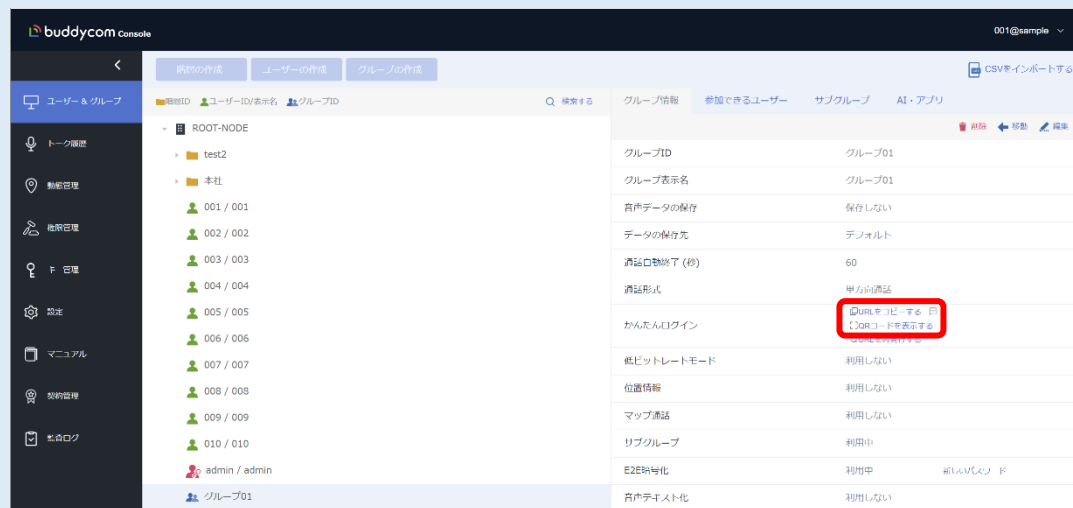 buddycom Console
001@sample
階層の作成 ユーザーの作成 グループの作成
CSVをインポートする
ユーザー & グループ
トーク履歴
動態管理
権限管理
管理
設定
マニュアル
契約管理
監査ログ
階層ID ユーザーID/表示名 グループID
検索する
ROOT-NODE
test2
本社
001 / 001
002 / 002
003 / 003
004 / 004
005 / 005
006 / 006
007 / 007
008 / 008
009 / 009
010 / 010
admin / admin
グループ01
グループ情報 参加できるユーザー サブグループ AI・アプリ
削除 移動 編集
グループID グループ01
グループ表示名 グループ01
音声データの保存 保存しない
データの保存先 デフォルト
通話自動終了 (秒) 60
通話形式 単方向通話
かんたんログイン
URLをコピーする
QRコードを表示する
URLを再発行する
低ビットレートモード 利用しない
位置情報 利用しない
マップ通話 利用しない
サブグループ 利用中
E2E暗号化 利用中
音声テキスト化 利用しない